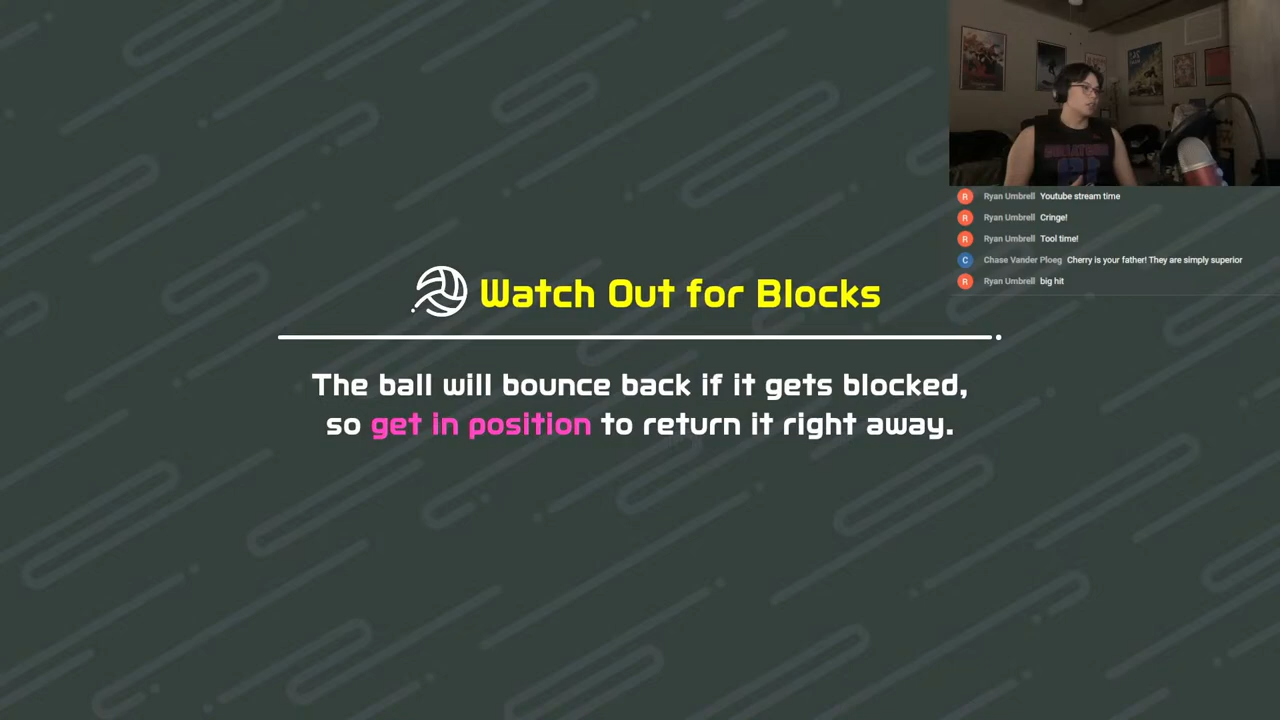 R Ryan Umbrell Youtube stream time
R Ryan Umbrell Cringe!
R Ryan Umbrell Tool time!
C Chase Vander Ploeg Cherry is your father! They are simply superior
R Ryan Umbrell big hit
Watch Out for Blocks
The ball will bounce back if it gets blocked,
so get in position to return it right away.